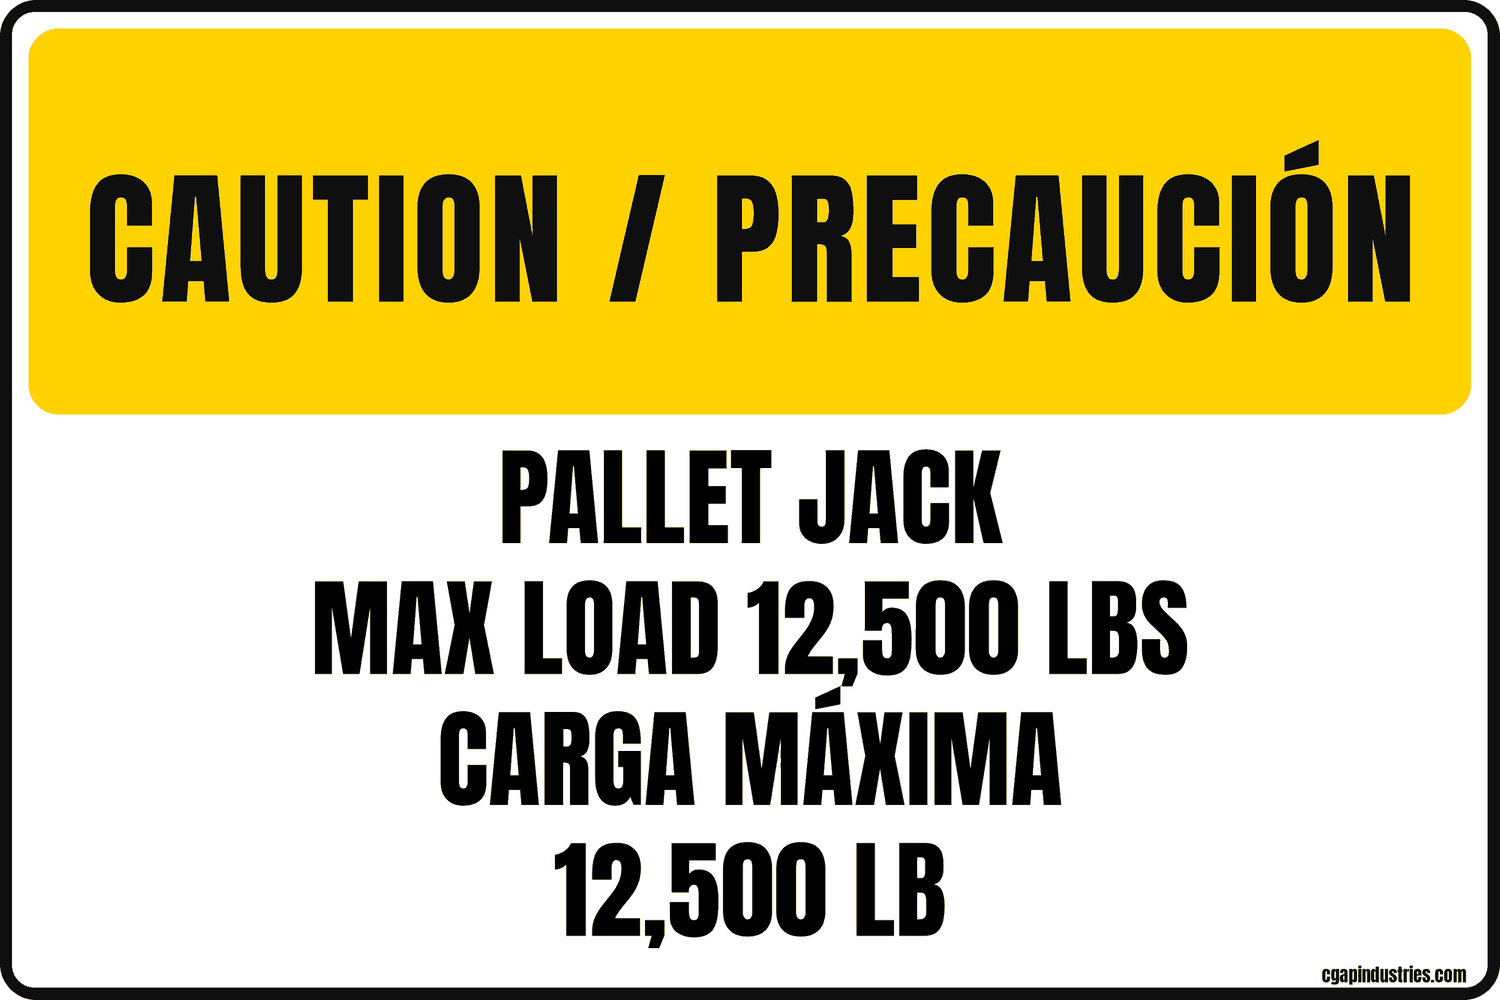 CAUTION / PRECAUCIÓN
PALLET JACK
MAX LOAD 12,500 LBS
CARGA MÁXIMA
12,500 LB
cgapindustries.com